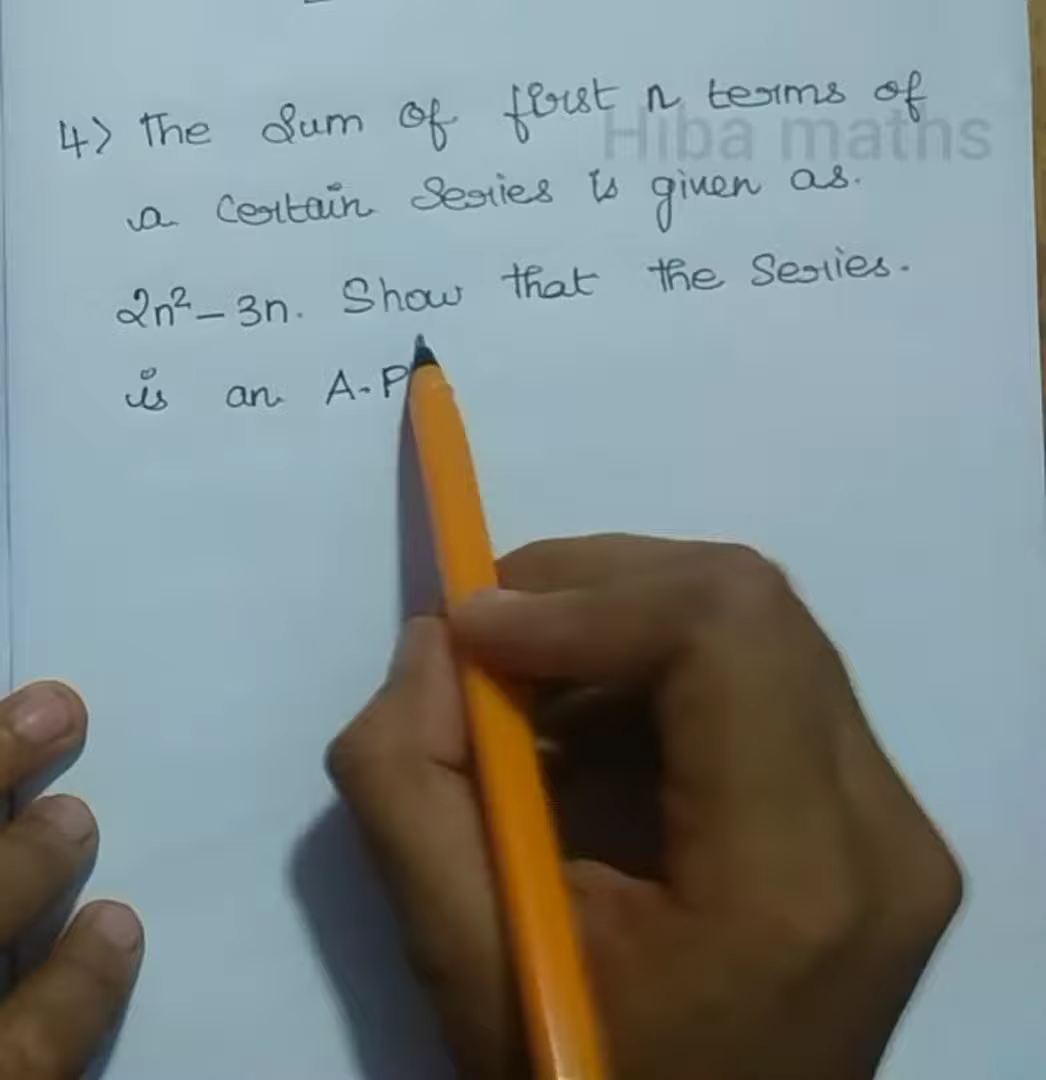 4) The Sum of first n terms of
Hiba maths
a certain Series is given as.
2n² - 3n. Show that the Series.
is an A.P